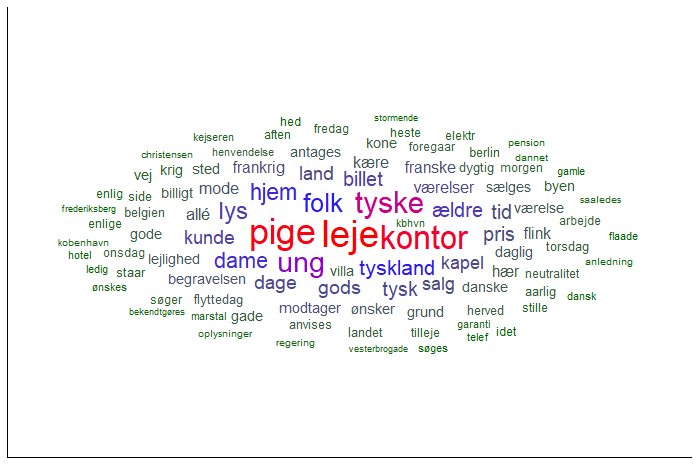 stormende
hed
kejseren aften fredag heste elektr
kone foregaar pension
christensen henvendelse antages berlin dannet
vej krig sted frankrig land kære billet franske dygtig morgen gamle
enlig side billigt mode hjem folk tyske værelser sælges byen saaledes
frederiksberg belgien allé lys ældre tid værelse arbejde
enlige gode kunde pige leje kbhvn kontor pris flink flaade
kobenhavn onsdag daglig torsdag
hotel lejlighed dame ung villa tyskland kapel hær neutralitet anledning
ledig staar begravelsen dage gods tysk salg danske aarlig dansk
ønskes
søger flyttedag modtager ønsker grund herved stille
bekendtgøres marstal gade anvises landet tilleje garanti idet
oplysninger regering vesterbrogade søges telef